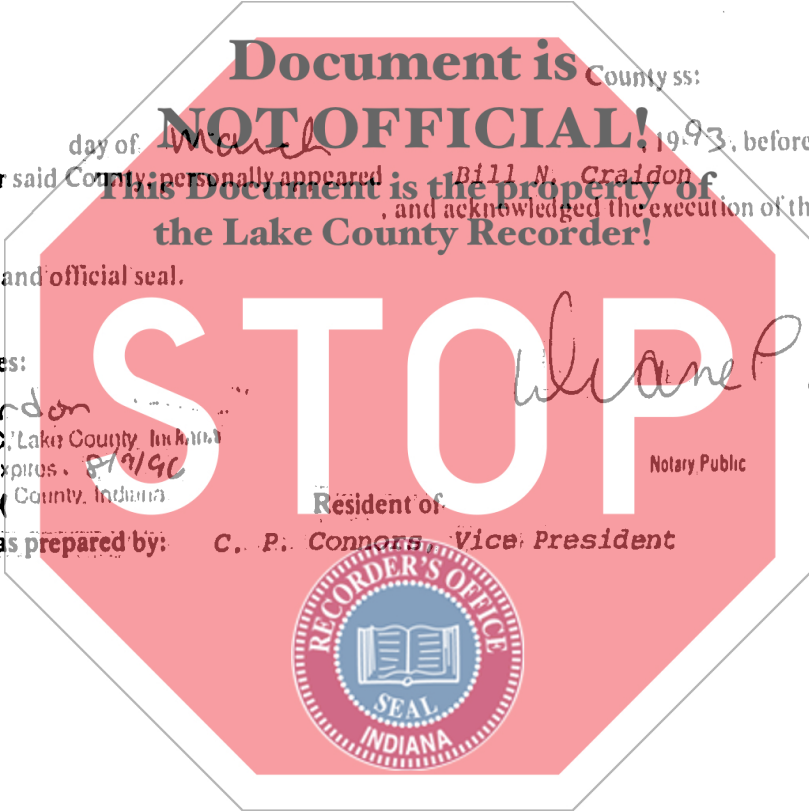 Document is
County ss:
NOT OFFICIAL!
day of March, 1993, before
r said County, personally appeared Bill N. Craidon
This Document is the property of
, and acknowledged the execution of th
the Lake County Recorder!
and official seal.
STOP
es:
Diane P
rdon
Lake County, Indiana
xpires.
Notary Public
County, Indiana
Resident of
as prepared by: C. P. Connors, Vice President
RECORDER'S OFFICE
SEAL
INDIANA